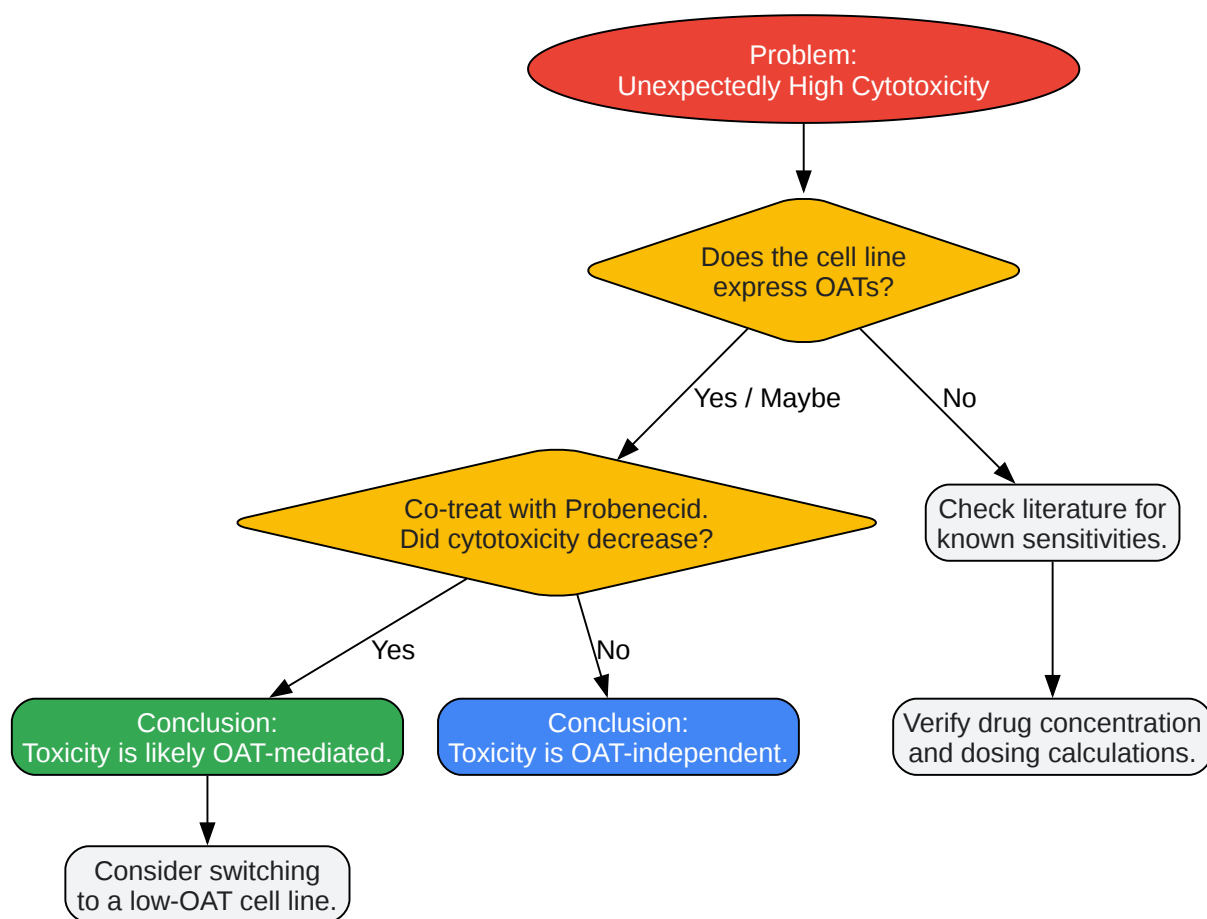 Problem:
Unexpectedly High Cytotoxicity
Does the cell line
express OATs?
Yes / Maybe
No
Co-treat with Probenecid.
Did cytotoxicity decrease?
Check literature for
known sensitivities.
Yes
No
Conclusion:
Toxicity is likely OAT-mediated.
Conclusion:
Toxicity is OAT-independent.
Verify drug concentration
and dosing calculations.
Consider switching
to a low-OAT cell line.